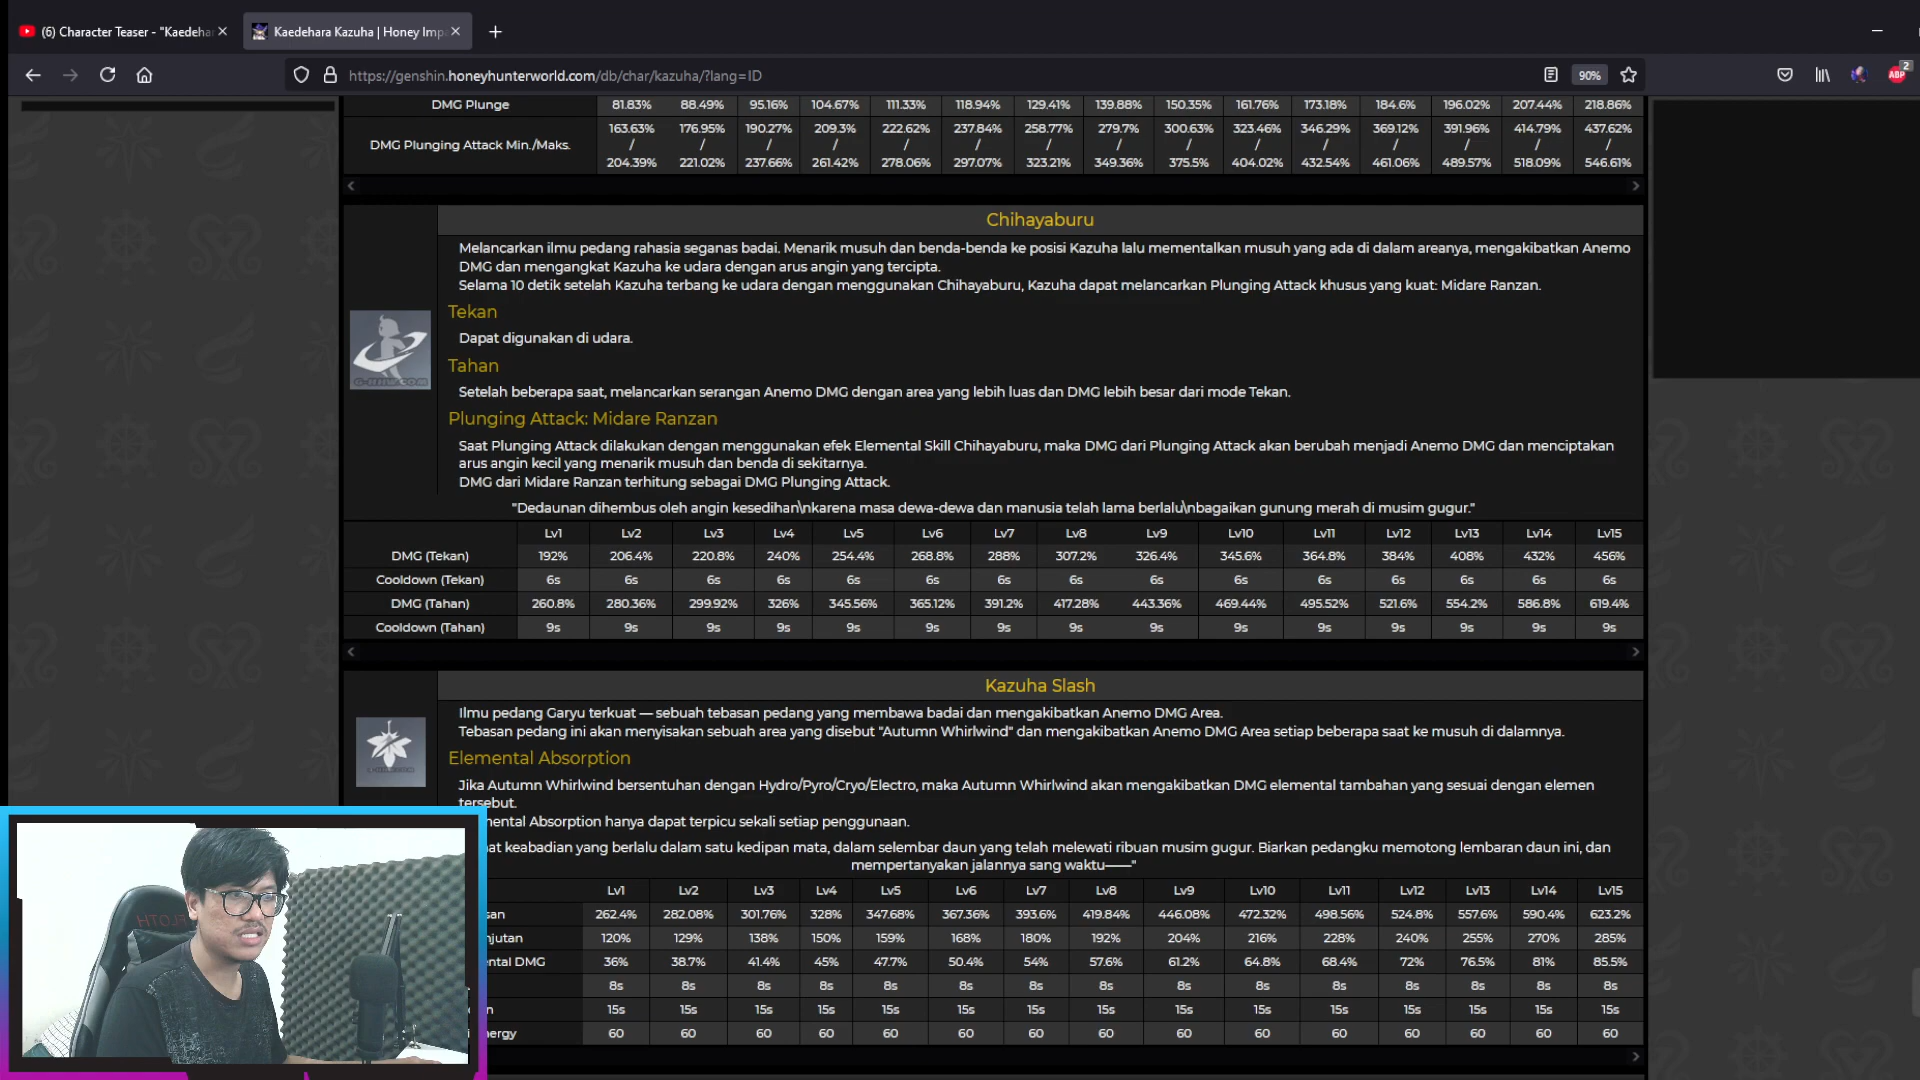 (6) Character Teaser - "Kaedeha
Kaedehara Kazuha | Honey Imp
https://genshin.honeyhunterworld.com/db/char/kazuha/?lang=ID
90%
ABP
2
DMG Plunge 81.83% 88.49% 95.16% 104.67% 111.33% 118.94% 129.41% 139.88% 150.35% 161.76% 173.18% 184.6% 196.02% 207.44% 218.86%
163.63% 176.95% 190.27% 209.3% 222.62% 237.84% 258.77% 279.7% 300.63% 323.46% 346.29% 369.12% 391.96% 414.79% 437.62%
DMG Plunging Attack Min./Maks. / / / / / / / / / / / / / / /
204.39% 221.02% 237.66% 261.42% 278.06% 297.07% 323.21% 349.36% 375.5% 404.02% 432.54% 461.06% 489.57% 518.09% 546.61%
Chihayaburu
Melancarkan ilmu pedang rahasia seganas badai. Menarik musuh dan benda-benda ke posisi Kazuha lalu mementalkan musuh yang ada di dalam areanya, mengakibatkan Anemo
DMG dan mengangkat Kazuha ke udara dengan arus angin yang tercipta.
Selama 10 detik setelah Kazuha terbang ke udara dengan menggunakan Chihayaburu, Kazuha dapat melancarkan Plunging Attack khusus yang kuat: Midare Ranzan.
Tekan
Dapat digunakan di udara.
Tahan
Setelah beberapa saat, melancarkan serangan Anemo DMG dengan area yang lebih luas dan DMG lebih besar dari mode Tekan.
Plunging Attack: Midare Ranzan
Saat Plunging Attack dilakukan dengan menggunakan efek Elemental Skill Chihayaburu, maka DMG dari Plunging Attack akan berubah menjadi Anemo DMG dan menciptakan
arus angin kecil yang menarik musuh dan benda di sekitarnya.
DMG dari Midare Ranzan terhitung sebagai DMG Plunging Attack.
"Dedaunan dihembus oleh angin kesedihan\nkarena masa dewa-dewa dan manusia telah lama berlalu\nbagaikan gunung merah di musim gugur."
Lv1 Lv2 Lv3 Lv4 Lv5 Lv6 Lv7 Lv8 Lv9 Lv10 Lv11 Lv12 Lv13 Lv14 Lv15
DMG (Tekan) 192% 206.4% 220.8% 240% 254.4% 268.8% 288% 307.2% 326.4% 345.6% 364.8% 384% 408% 432% 456%
Cooldown (Tekan) 6s 6s 6s 6s 6s 6s 6s 6s 6s 6s 6s 6s 6s 6s 6s
DMG (Tahan) 260.8% 280.36% 299.92% 326% 345.56% 365.12% 391.2% 417.28% 443.36% 469.44% 495.52% 521.6% 554.2% 586.8% 619.4%
Cooldown (Tahan) 9s 9s 9s 9s 9s 9s 9s 9s 9s 9s 9s 9s 9s 9s 9s
Kazuha Slash
Ilmu pedang Garyu terkuat — sebuah tebasan pedang yang membawa badai dan mengakibatkan Anemo DMG Area.
Tebasan pedang ini akan menyisakan sebuah area yang disebut "Autumn Whirlwind" dan mengakibatkan Anemo DMG Area setiap beberapa saat ke musuh di dalamnya.
Elemental Absorption
Jika Autumn Whirlwind bersentuhan dengan Hydro/Pyro/Cryo/Electro, maka Autumn Whirlwind akan mengakibatkan DMG elemental tambahan yang sesuai dengan elemen
tersebut.
mental Absorption hanya dapat terpicu sekali setiap penggunaan.
at keabadian yang berlalu dalam satu kedipan mata, dalam selembar daun yang telah melewati ribuan musim gugur. Biarkan pedangku memotong lembaran daun ini, dan
mempertanyakan jalannya sang waktu——"
Lv1 Lv2 Lv3 Lv4 Lv5 Lv6 Lv7 Lv8 Lv9 Lv10 Lv11 Lv12 Lv13 Lv14 Lv15
san 262.4% 282.08% 301.76% 328% 347.68% 367.36% 393.6% 419.84% 446.08% 472.32% 498.56% 524.8% 557.6% 590.4% 623.2%
njutan 120% 129% 138% 150% 159% 168% 180% 192% 204% 216% 228% 240% 255% 270% 285%
ental DMG 36% 38.7% 41.4% 45% 47.7% 50.4% 54% 57.6% 61.2% 64.8% 68.4% 72% 76.5% 81% 85.5%
8s 8s 8s 8s 8s 8s 8s 8s 8s 8s 8s 8s 8s 8s 8s
n 15s 15s 15s 15s 15s 15s 15s 15s 15s 15s 15s 15s 15s 15s 15s
nergy 60 60 60 60 60 60 60 60 60 60 60 60 60 60 60